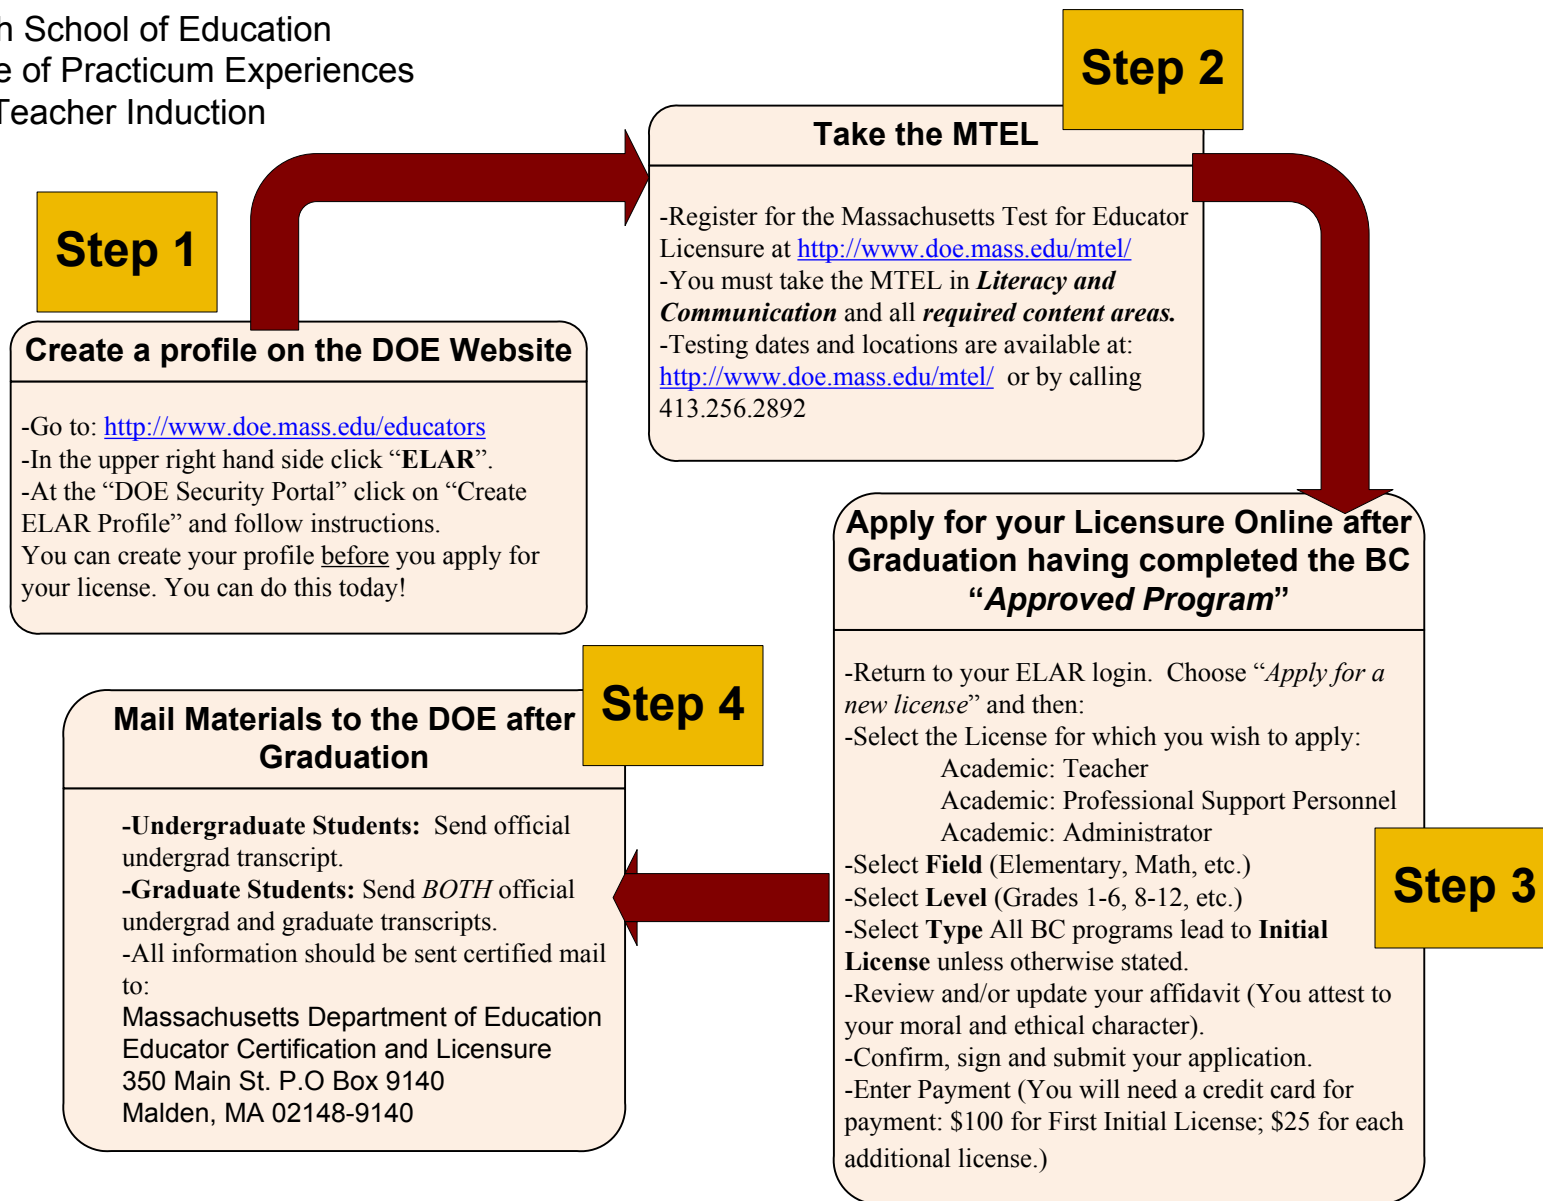 School of Education
of Practicum Experiences
Teacher Induction
Step 1
Create a profile on the DOE Website
-Go to: http://www.doe.mass.edu/educators
-In the upper right hand side click “ELAR”.
-At the “DOE Security Portal” click on “Create
ELAR Profile” and follow instructions.
You can create your profile before you apply for
your license. You can do this today!
Step 2
Take the MTEL
-Register for the Massachusetts Test for Educator
Licensure at http://www.doe.mass.edu/mtel/
-You must take the MTEL in Literacy and
Communication and all required content areas.
-Testing dates and locations are available at:
http://www.doe.mass.edu/mtel/ or by calling
413.256.2892
Step 3
Apply for your Licensure Online after
Graduation having completed the BC
“Approved Program”
-Return to your ELAR login. Choose “Apply for a
new license” and then:
-Select the License for which you wish to apply:
Academic: Teacher
Academic: Professional Support Personnel
Academic: Administrator
-Select Field (Elementary, Math, etc.)
-Select Level (Grades 1-6, 8-12, etc.)
-Select Type All BC programs lead to Initial
License unless otherwise stated.
-Review and/or update your affidavit (You attest to
your moral and ethical character).
-Confirm, sign and submit your application.
-Enter Payment (You will need a credit card for
payment: $100 for First Initial License; $25 for each
additional license.)
Step 4
Mail Materials to the DOE after
Graduation
-Undergraduate Students: Send official
undergrad transcript.
-Graduate Students: Send BOTH official
undergrad and graduate transcripts.
-All information should be sent certified mail
to:
Massachusetts Department of Education
Educator Certification and Licensure
350 Main St. P.O Box 9140
Malden, MA 02148-9140